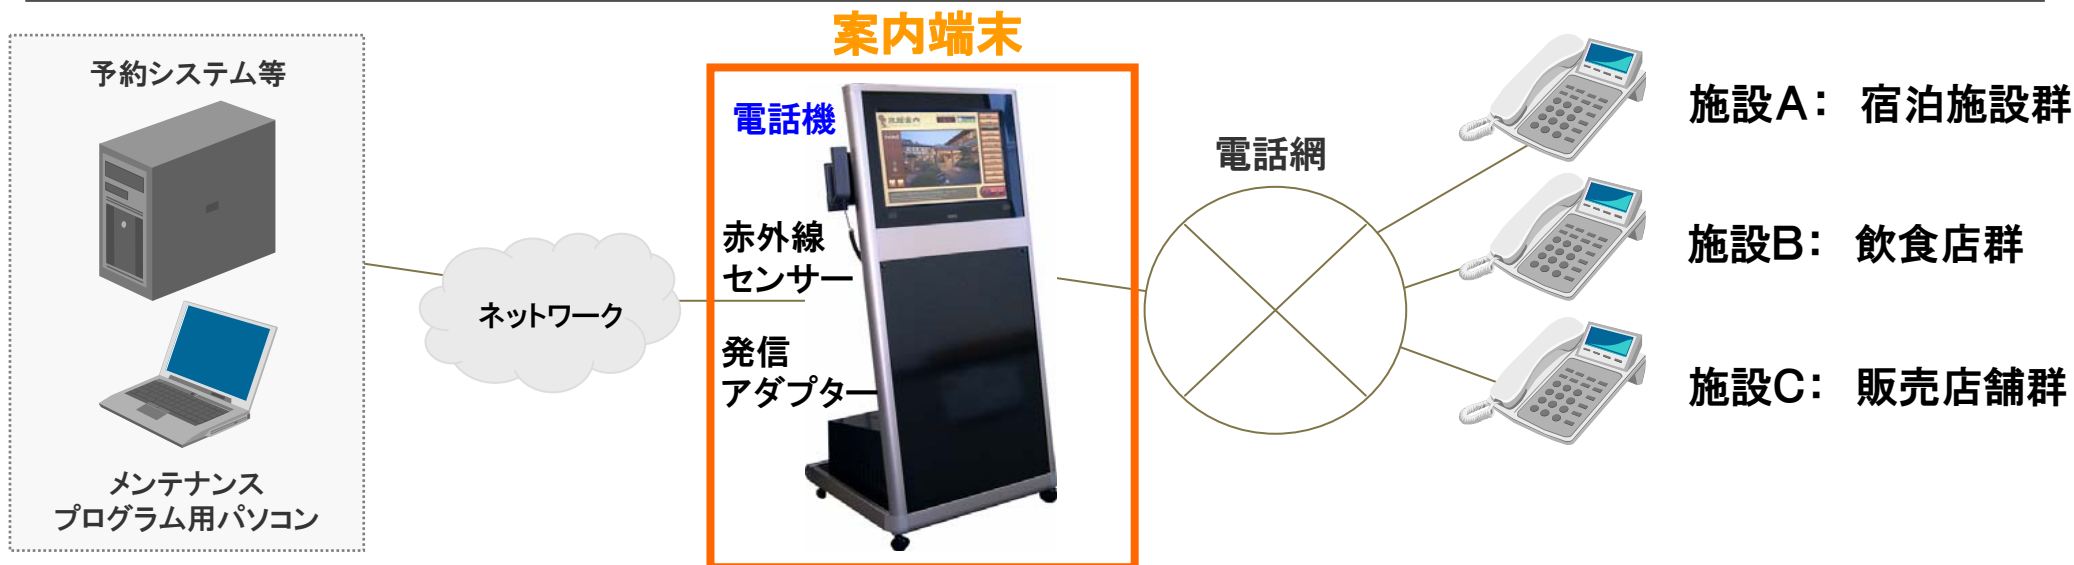 案内端末
予約システム等
メンテナンス
プログラム用パソコン
ネットワーク
電話機
赤外線
センサー
発信
アダプター
電話網
施設A： 宿泊施設群
施設B： 飲食店群
施設C： 販売店舗群